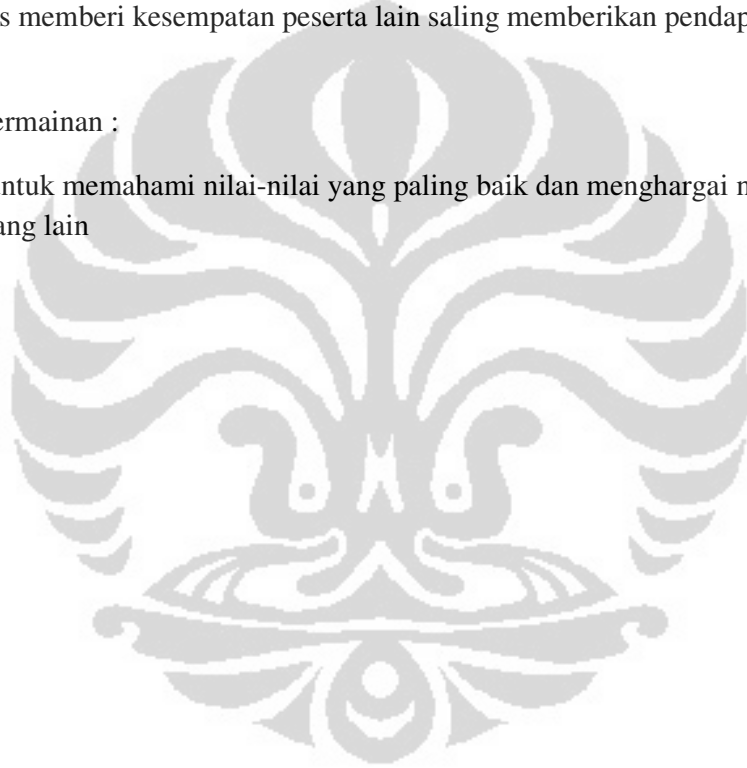 s memberi kesempatan peserta lain saling memberikan pendap
ermainan :
ntuk memahami nilai-nilai yang paling baik dan menghargai n
ang lain